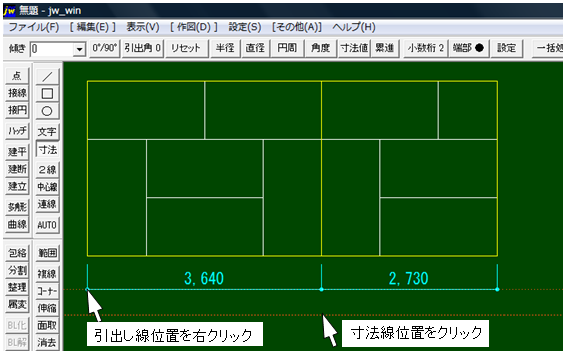 jw 無題 - jw_win
ファイル(F) [ 編集(E) ] 表示(V) [ 作図(D) ] 設定(S) [その他(A)] ヘルプ(H)
傾き 0 0°/90° 引出角 0 リセット 半径 直径 円周 角度 寸法値 累進 小数桁 2 端部 ● 設定 一括処
点 ／
接線 □
接円 ○
ハッチ 文字
建平 寸法
建断 2線
建立 中心線
多角形 連線
曲線 AUTO
包絡 範囲
分割 複線
整理 コーナー
属変 伸縮
BL化 面取
BL解 消去
3,640 2,730
引出し線位置を右クリック
寸法線位置をクリック